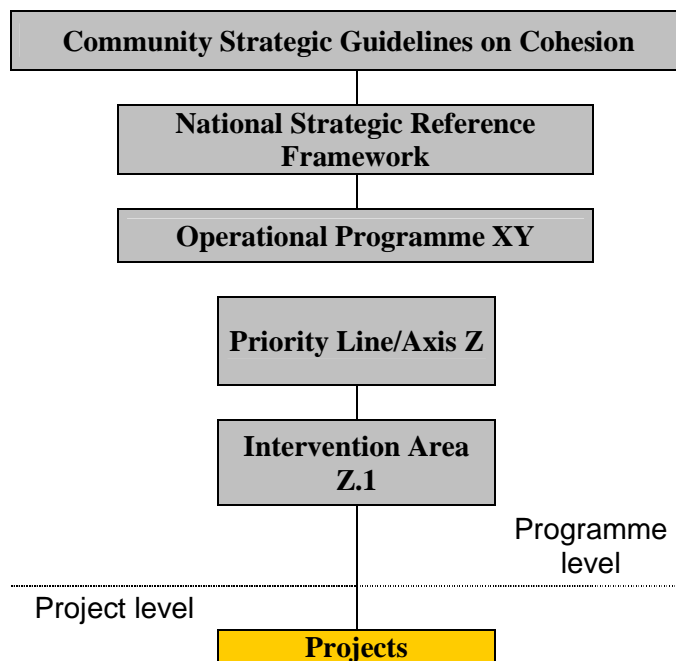 Community Strategic Guidelines on Cohesion
National Strategic Reference
Framework
Operational Programme XY
Priority Line/Axis Z
Intervention Area
Z.1
Programme
level
Project level
Projects